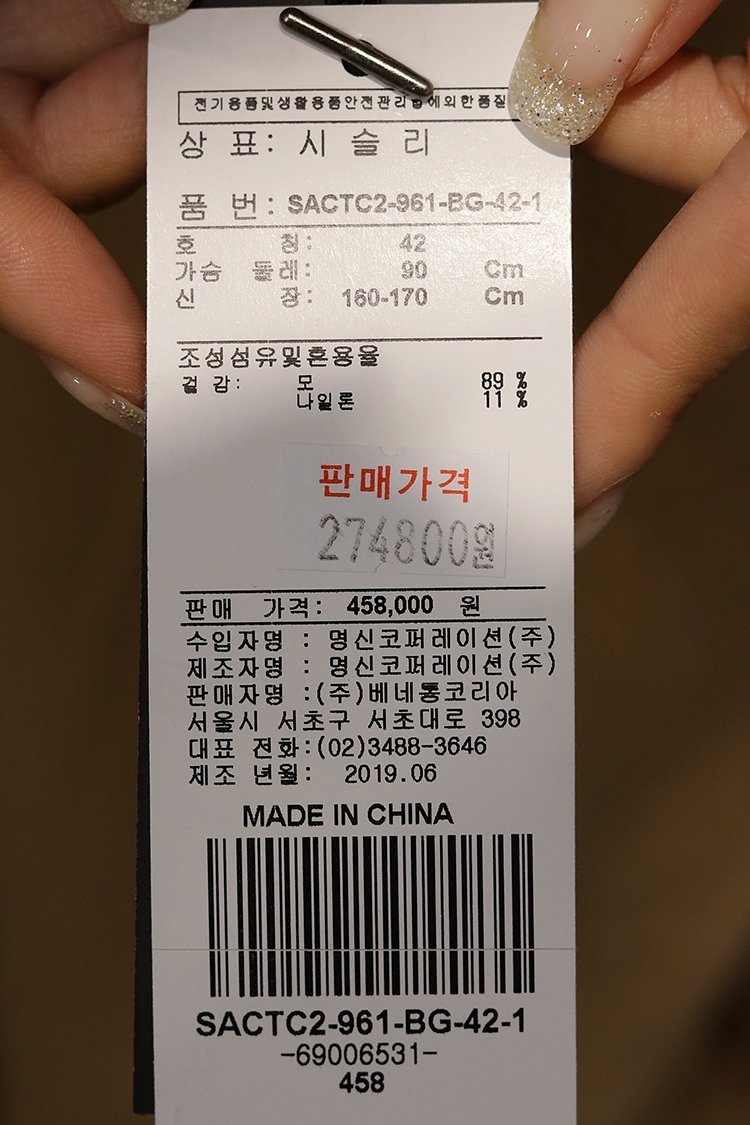 전기용품및생활용품안전관리법에의한품질
상 표: 시 슬 리
품 번: SACTC2-961-BG-42-1
호 칭: 42
가슴 둘레: 90 Cm
신 장: 160-170 Cm
조성섬유및혼용율
겉 감: 모 89 %
나일론 11 %
판매가격
274800원
판매 가격: 458,000 원
수입자명 : 명신코퍼레이션(주)
제조자명 : 명신코퍼레이션(주)
판매자명 :(주)베네통코리아
서울시 서초구 서초대로 398
대표 전화:(02)3488-3646
제조 년월: 2019.06
MADE IN CHINA
SACTC2-961-BG-42-1
-69006531-
458